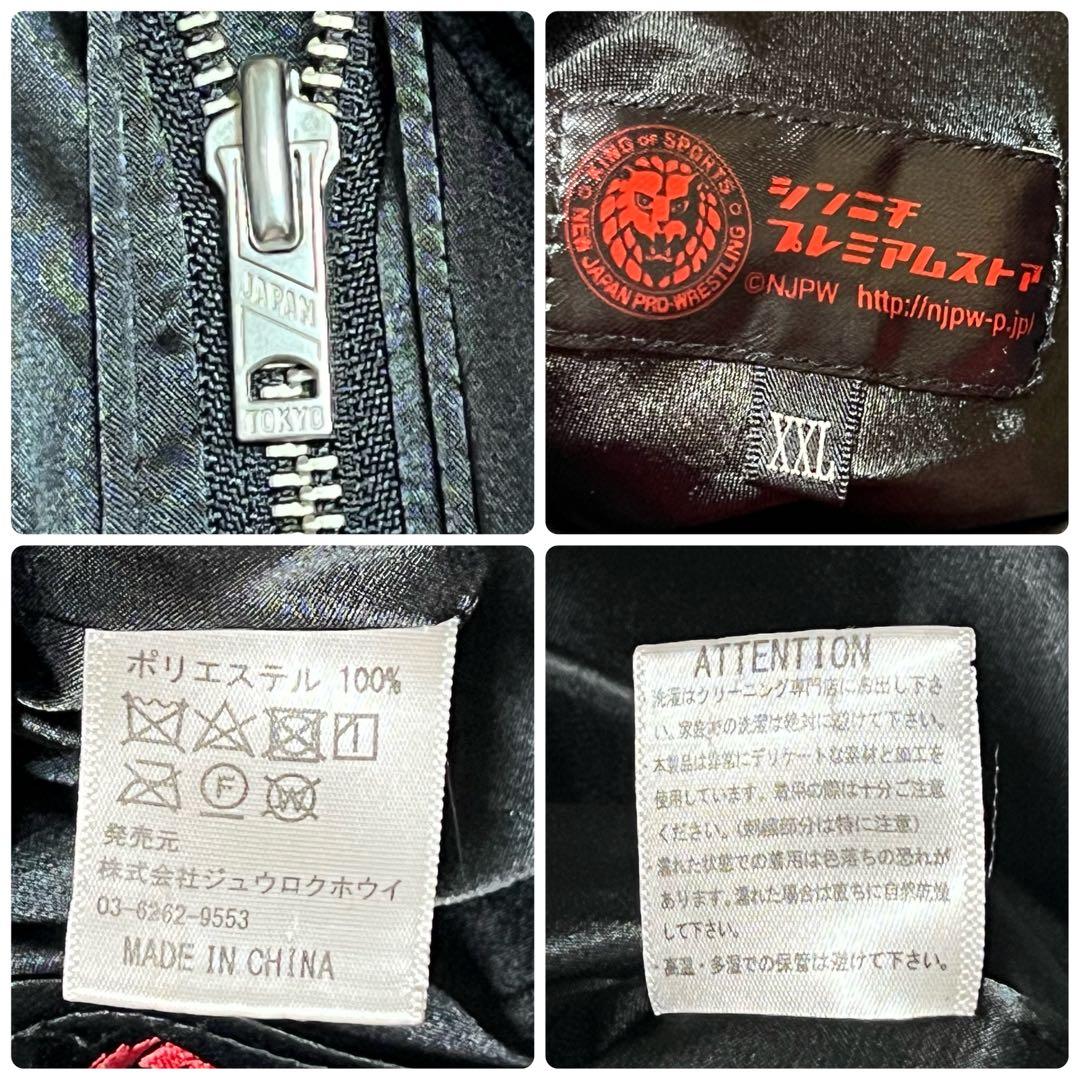 JAPAN
TOKYO
KING OF SPORTS
NEW JAPAN PRO-WRESTLING
シンニチ
プレミアムストア
©NJPW http://njpw-p.jp/
XXL
ポリエステル 100%
F
W
発売元
株式会社ジュウロクホウイ
03-6262-9553
MADE IN CHINA
ATTENTION
洗濯はクリーニング専門店にお出し下さ
い。家庭での洗濯は絶対に避けて下さい。
本製品は非常にデリケートな素材と加工を
使用しています。着用の際は十分ご注意
ください。(刺繍部分は特に注意)
濡れた状態での着用は色落ちの恐れが
あります。濡れた場合は直ちに自然乾燥
して下さい。
高温・多湿での保管は避けて下さい。